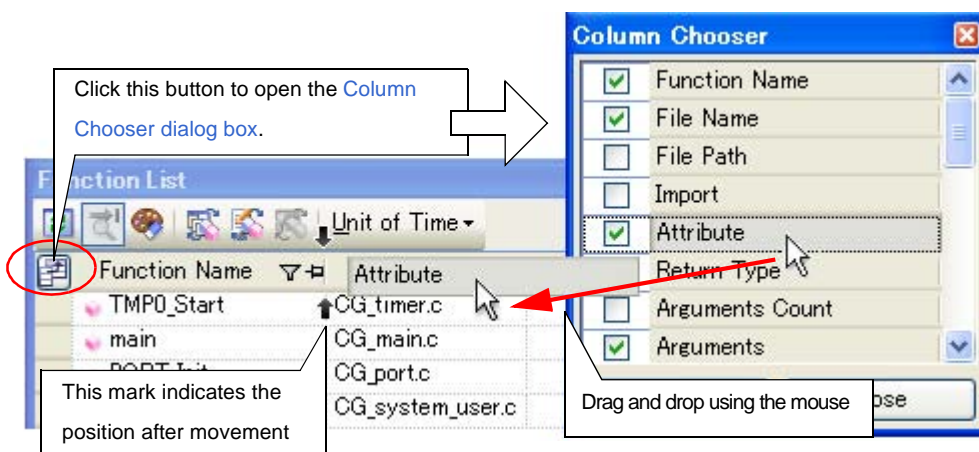 Column Chooser
Function Name
File Name
File Path
Import
Attribute
Return Type
Arguments Count
Arguments
Click this button to open the Column
Chooser dialog box.
Function List
Unit of Time
Function Name
Attribute
TMP0_Start
CG_timer.c
main
CG_main.c
CG_port.c
CG_system_user.c
This mark indicates the
position after movement
Drag and drop using the mouse